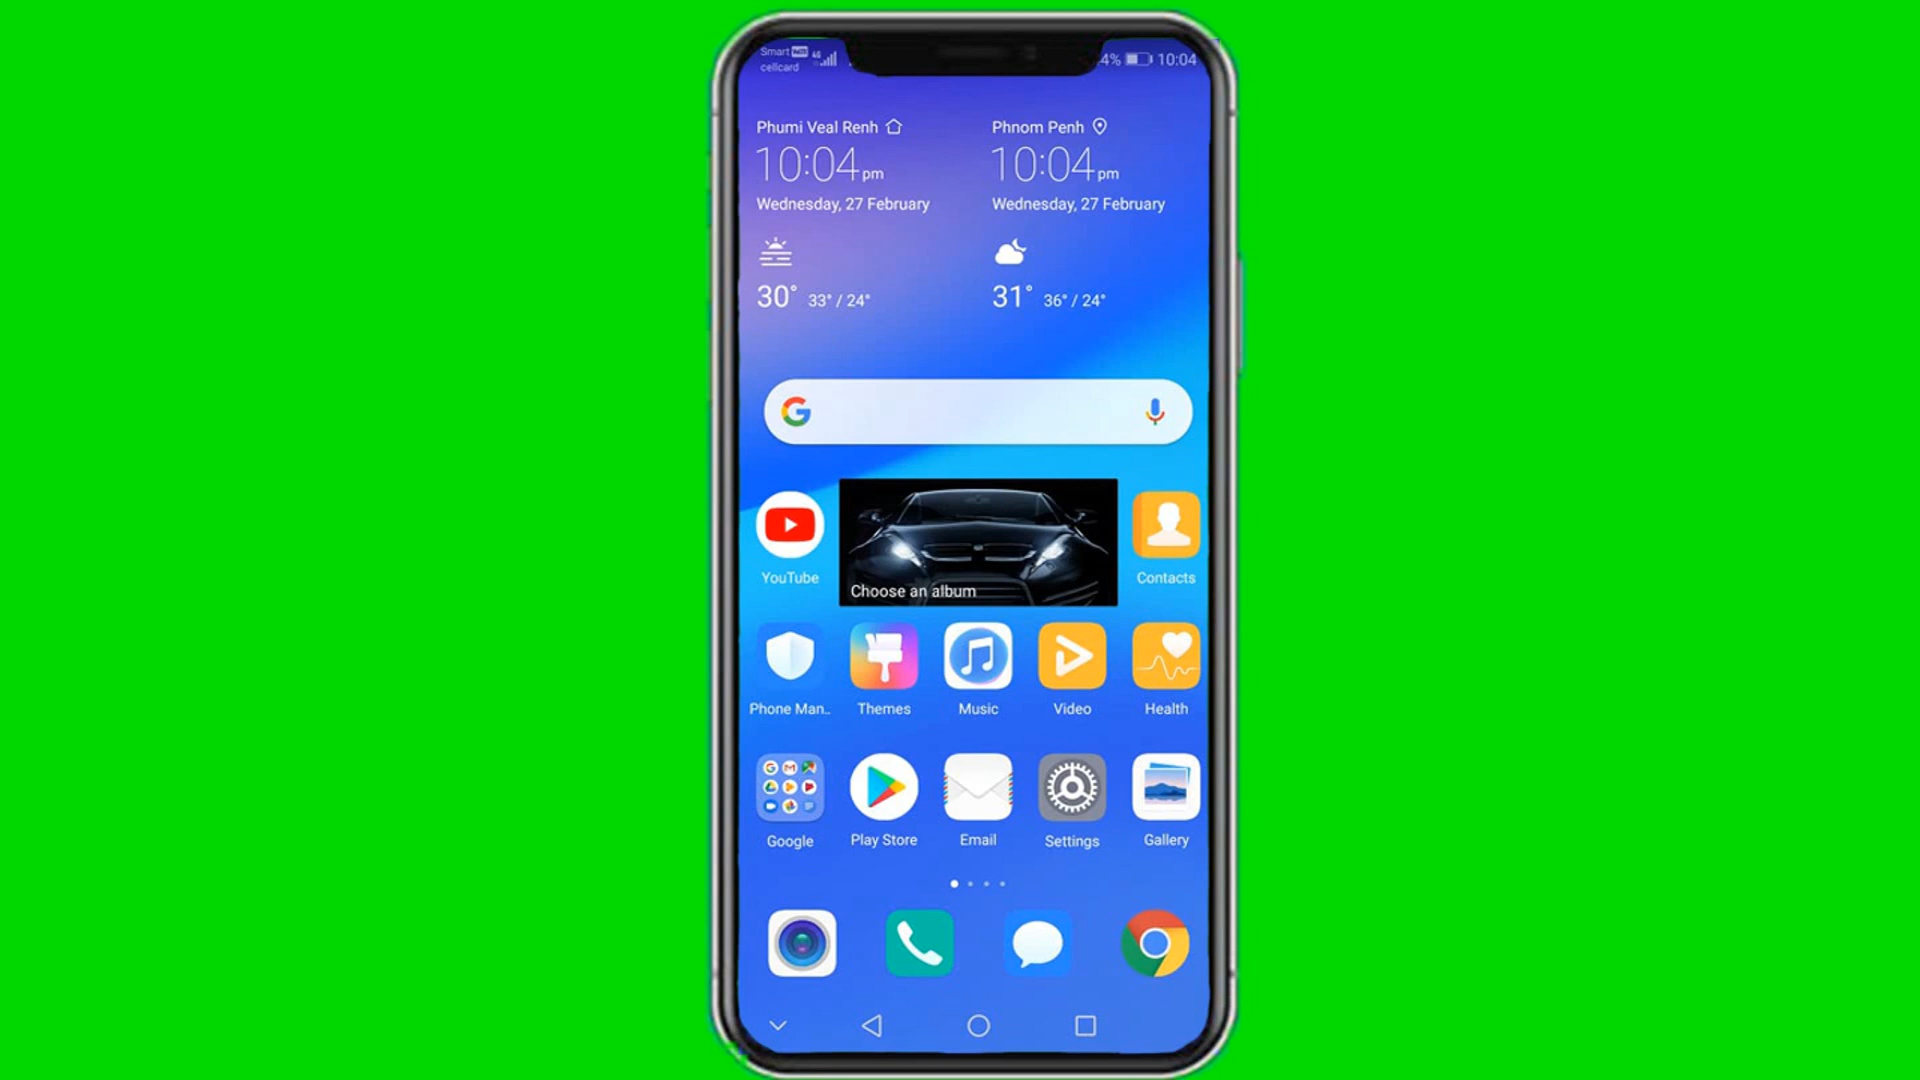 Smart VoLTE 4G
cellcard
4% 10:04
Phumi Veal Renh
10:04 pm
Wednesday, 27 February
30° 33° / 24°
Phnom Penh
10:04 pm
Wednesday, 27 February
31° 36° / 24°
YouTube
Choose an album
Contacts
Phone Man..
Themes
Music
Video
Health
Google
Play Store
Email
Settings
Gallery